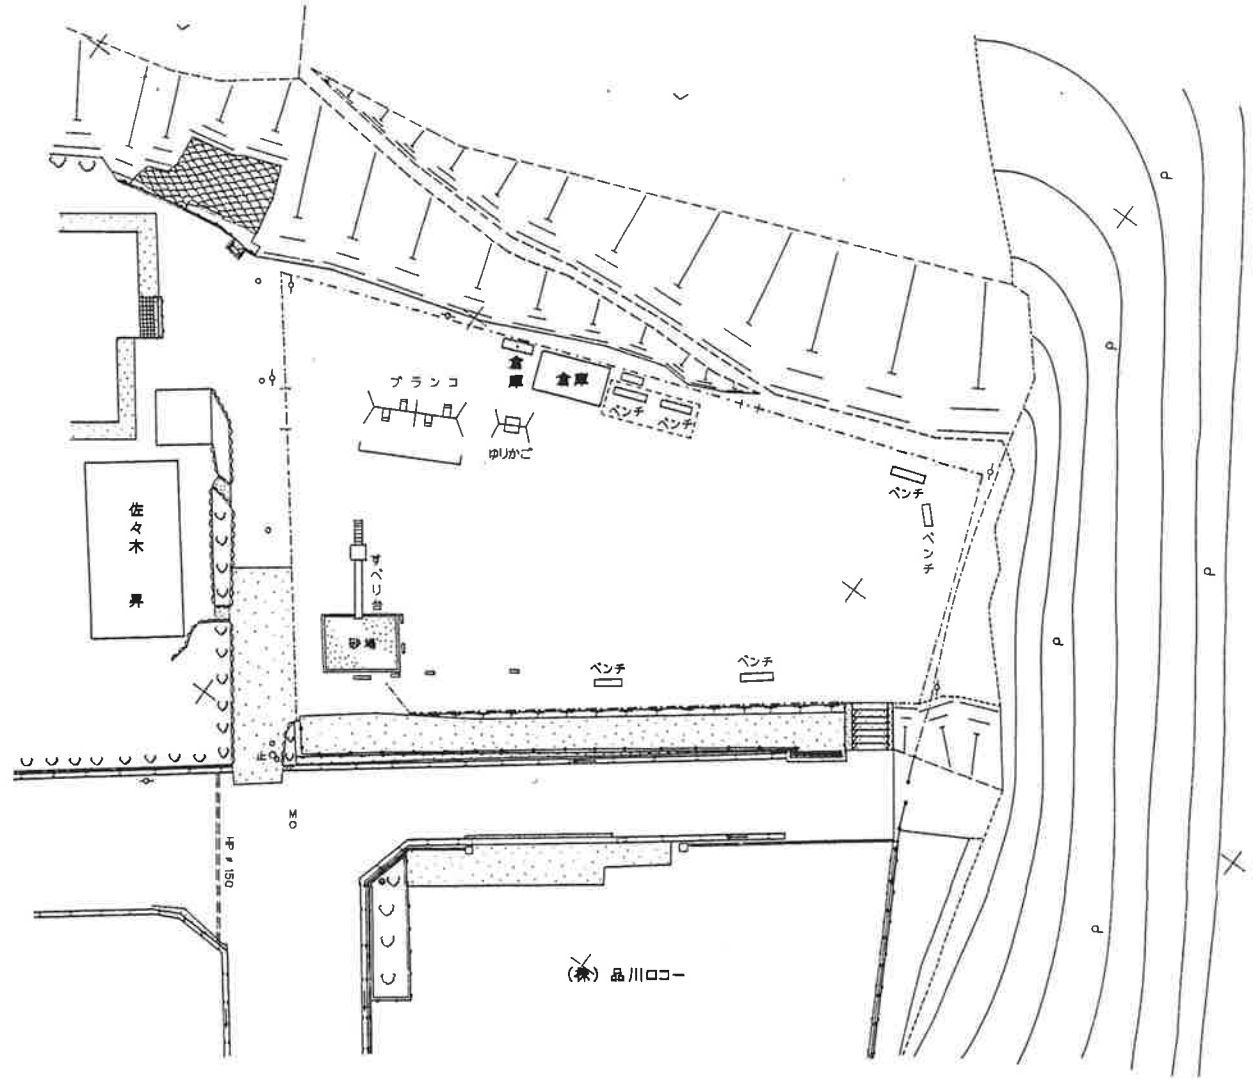 ブランコ
ゆりかご
倉庫
倉庫
ベンチ
ベンチ
ベンチ
ベンチ
佐々木 昇
すべり台
砂場
ベンチ
ベンチ
止
M
HP φ150
(株) 品川ロコー